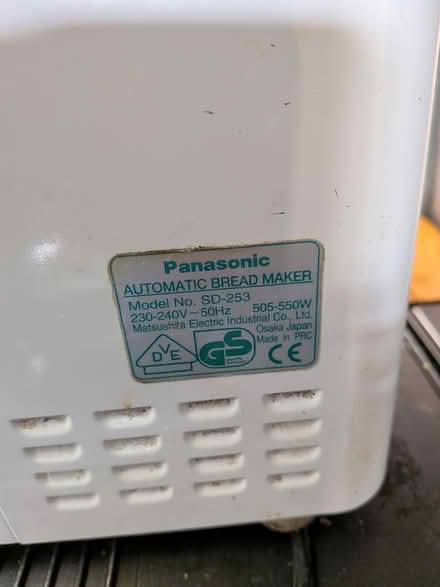 Panasonic
AUTOMATIC BREAD MAKER
Model No. SD-253
230-240V ~ 50Hz 505-550W
Matsushita Electric Industrial Co., Ltd.
Osaka Japan
Made in PRC
DVE
GS
CE